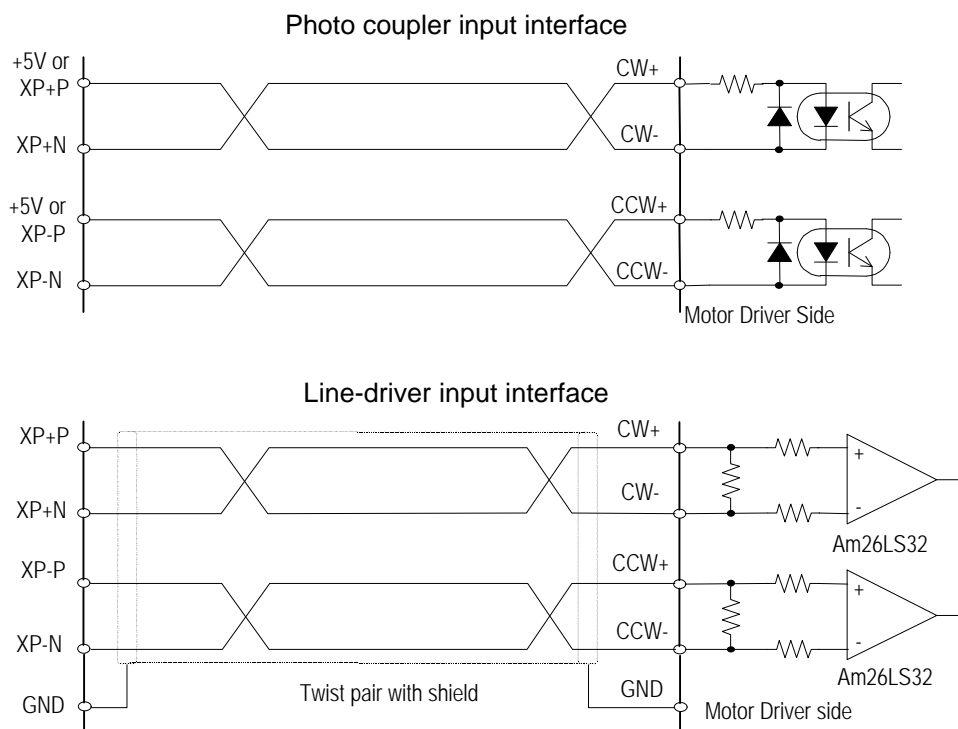 Photo coupler input interface
+5V or
XP+P
CW+
XP+N
CW-
+5V or
XP-P
CCW+
XP-N
CCW-
Motor Driver Side
Line-driver input interface
XP+P
CW+
+
XP+N
CW-
-
Am26LS32
XP-P
CCW+
+
XP-N
CCW-
-
Am26LS32
GND
Twist pair with shield
GND
Motor Driver side